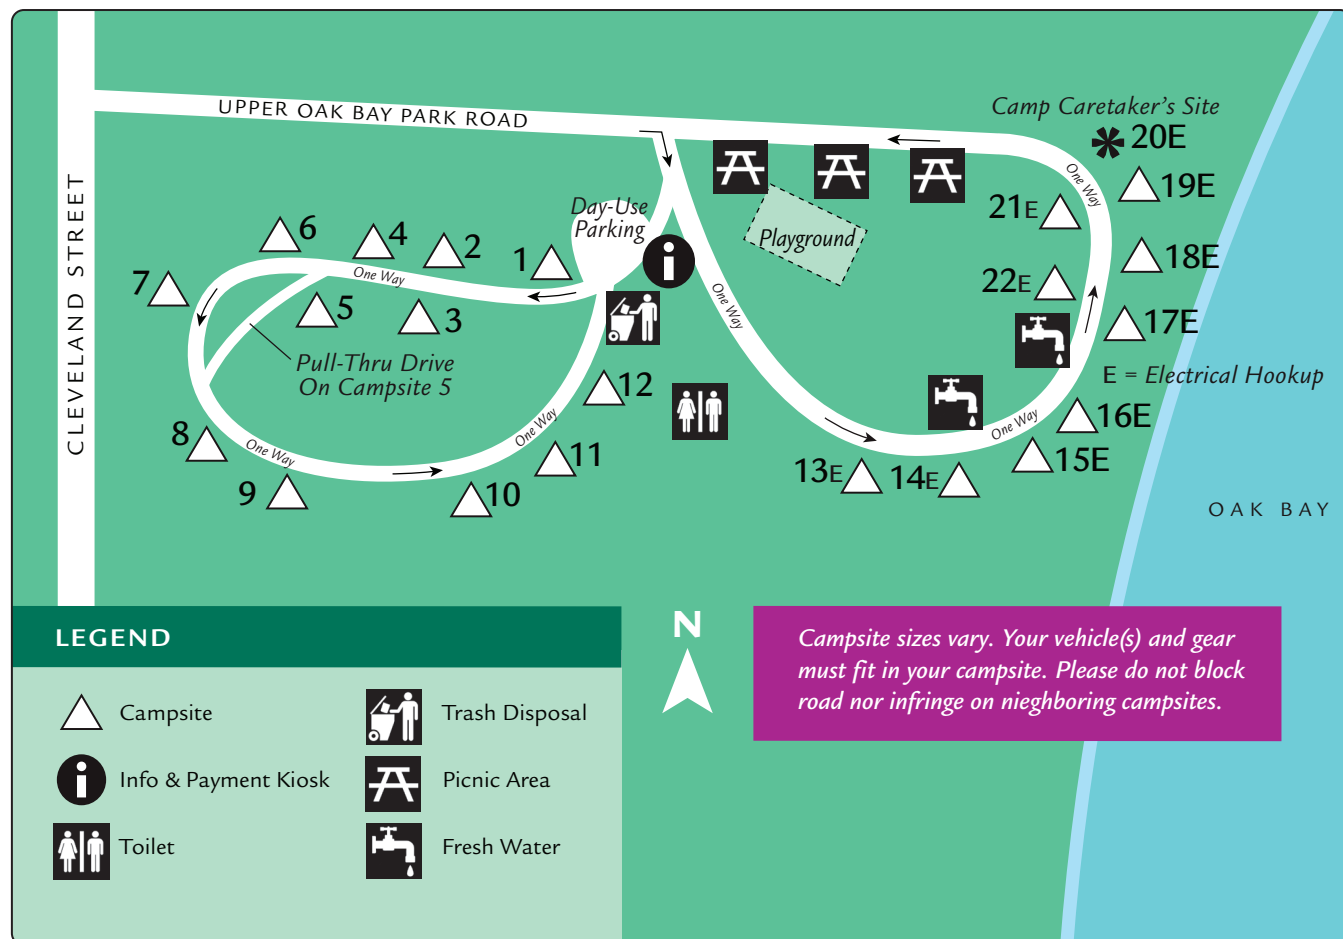 UPPER OAK BAY PARK ROAD
CLEVELAND STREET
Camp Caretaker's Site
20E
19E
21E
18E
22E
17E
E = Electrical Hookup
16E
15E
14E
13E
One Way
One Way
One Way
Day-Use
Parking
Playground
i
6
4
2
1
7
5
3
One Way
Pull-Thru Drive
On Campsite 5
12
8
One Way
One Way
11
9
10
OAK BAY
N
LEGEND
Campsite
i
Info & Payment Kiosk
Toilet
Trash Disposal
Picnic Area
Fresh Water
Campsite sizes vary. Your vehicle(s) and gear
must fit in your campsite. Please do not block
road nor infringe on nieghboring campsites.